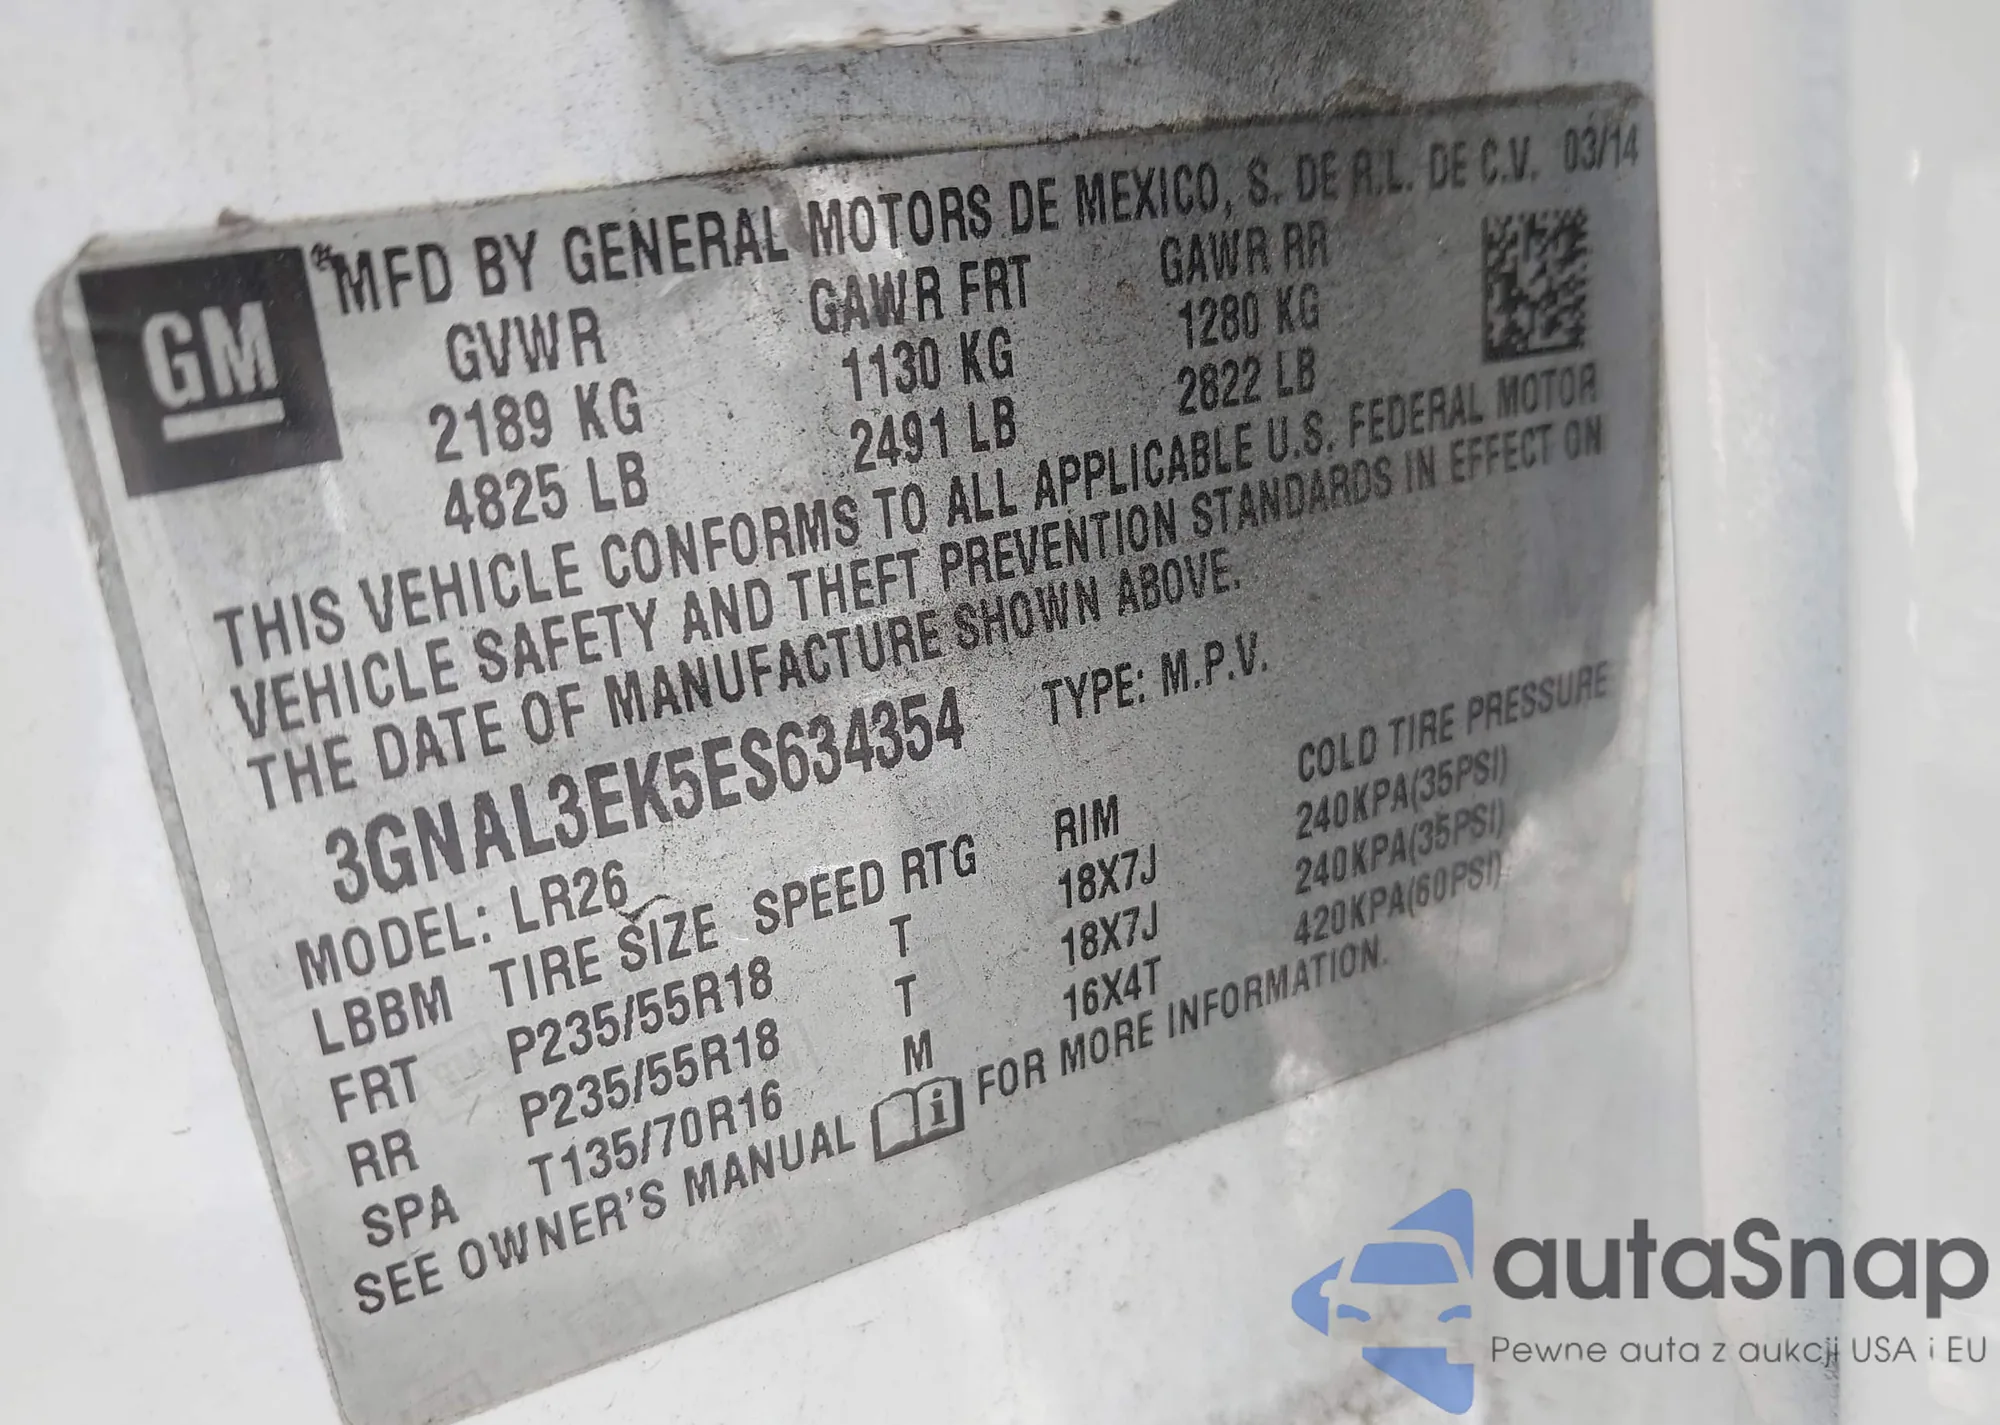 GM
MFD BY GENERAL MOTORS DE MEXICO, S. DE R.L. DE C.V. 03/14
GVWR GAWR FRT GAWR RR
2189 KG 1130 KG 1280 KG
4825 LB 2491 LB 2822 LB
THIS VEHICLE CONFORMS TO ALL APPLICABLE U.S. FEDERAL MOTOR
VEHICLE SAFETY AND THEFT PREVENTION STANDARDS IN EFFECT ON
THE DATE OF MANUFACTURE SHOWN ABOVE.
3GNAL3EK5ES634354 TYPE: M.P.V.
MODEL: LR26
LBBM TIRE SIZE SPEED RTG RIM COLD TIRE PRESSURE
FRT P235/55R18 T 18X7J 240KPA(35PSI)
RR P235/55R18 T 18X7J 240KPA(35PSI)
SPA T135/70R16 M 16X4T 420KPA(60PSI)
SEE OWNER'S MANUAL i FOR MORE INFORMATION.
autaSnap
Pewne auta z aukcji USA i EU